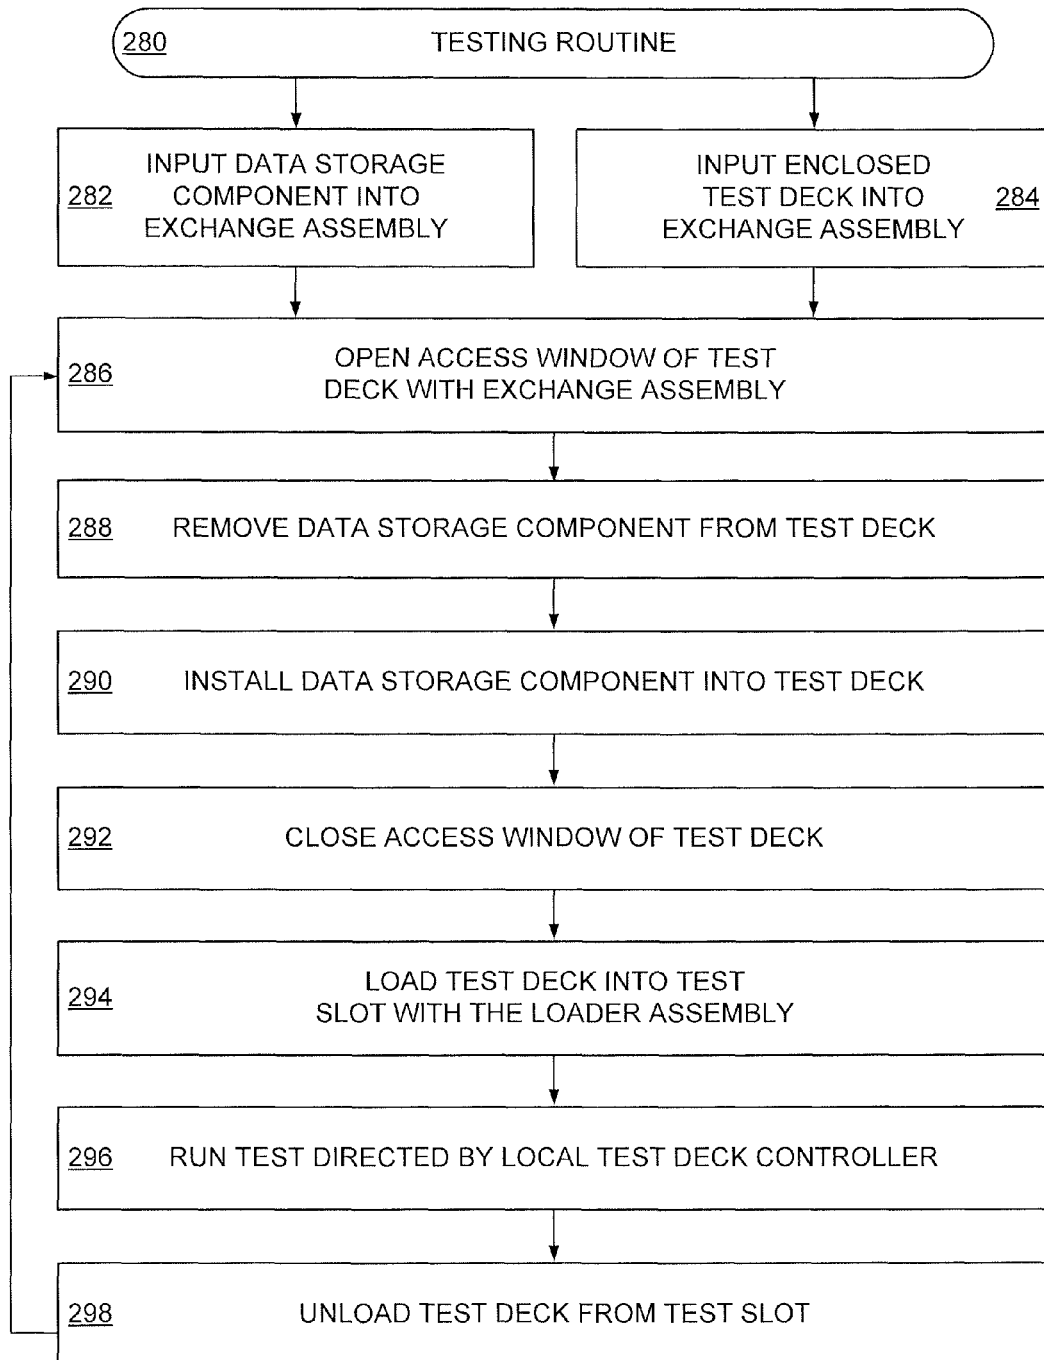 280 TESTING ROUTINE
282 INPUT DATA STORAGE
COMPONENT INTO
EXCHANGE ASSEMBLY
INPUT ENCLOSED
TEST DECK INTO
EXCHANGE ASSEMBLY
284
286 OPEN ACCESS WINDOW OF TEST
DECK WITH EXCHANGE ASSEMBLY
288 REMOVE DATA STORAGE COMPONENT FROM TEST DECK
290 INSTALL DATA STORAGE COMPONENT INTO TEST DECK
292 CLOSE ACCESS WINDOW OF TEST DECK
294 LOAD TEST DECK INTO TEST
SLOT WITH THE LOADER ASSEMBLY
296 RUN TEST DIRECTED BY LOCAL TEST DECK CONTROLLER
298 UNLOAD TEST DECK FROM TEST SLOT